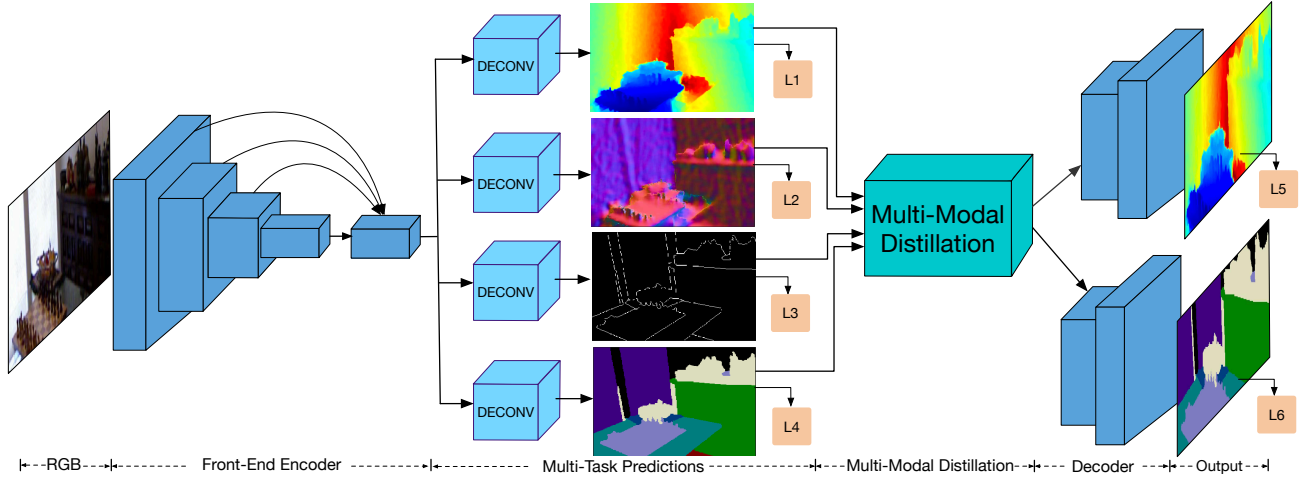 DECONV
L1
DECONV
L2
Multi-Modal
Distillation
L5
DECONV
L3
DECONV
L4
L6
RGB
Front-End Encoder
Multi-Task Predictions
Multi-Modal Distillation
Decoder
Output